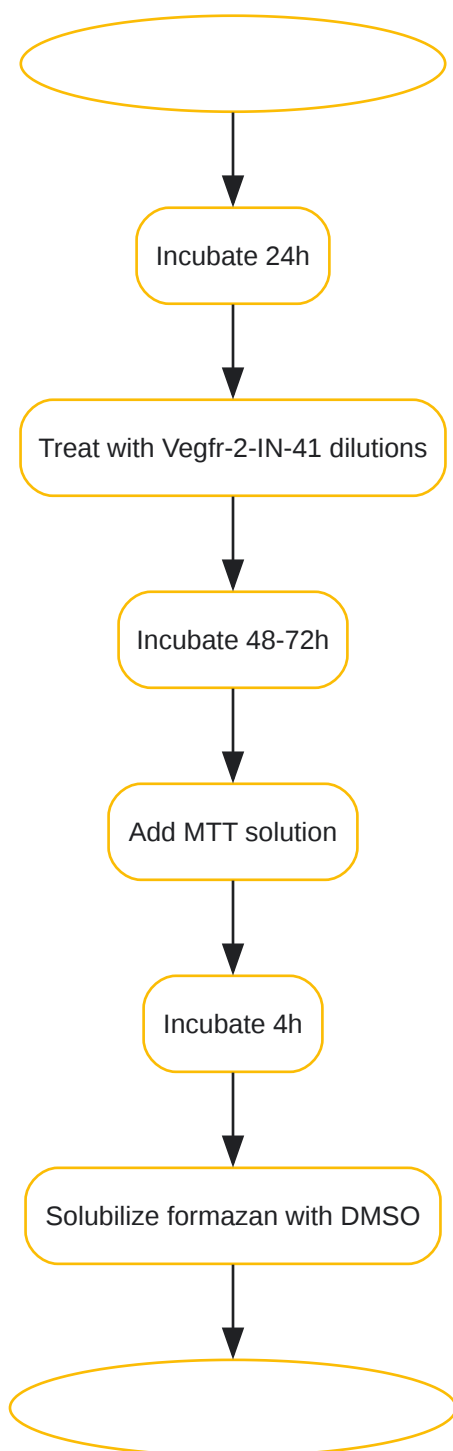 Incubate 24h
Treat with Vegfr-2-IN-41 dilutions
Incubate 48-72h
Add MTT solution
Incubate 4h
Solubilize formazan with DMSO